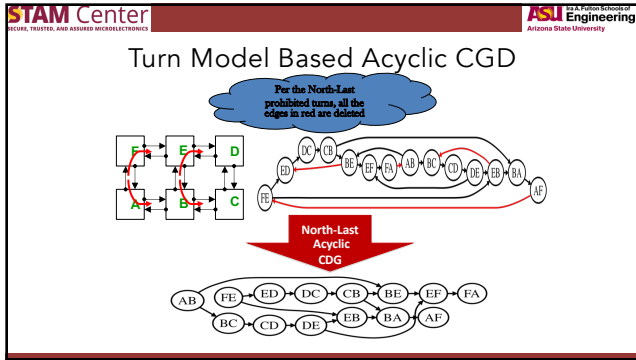 STAM Center
SECURE, TRUSTED, AND ASSURED MICROELECTRONICS
ASU Ira A. Fulton Schools of
Engineering
Arizona State University
Turn Model Based Acyclic CGD
Per the North-Last
prohibited turns, all the
edges in red are deleted
F E D
A B C
DC CB
ED BE EF FA AB BC CD DE EB BA
FE AF
North-Last
Acyclic
CDG
AB FE ED DC CB BE EF FA
BC CD DE EB BA AF